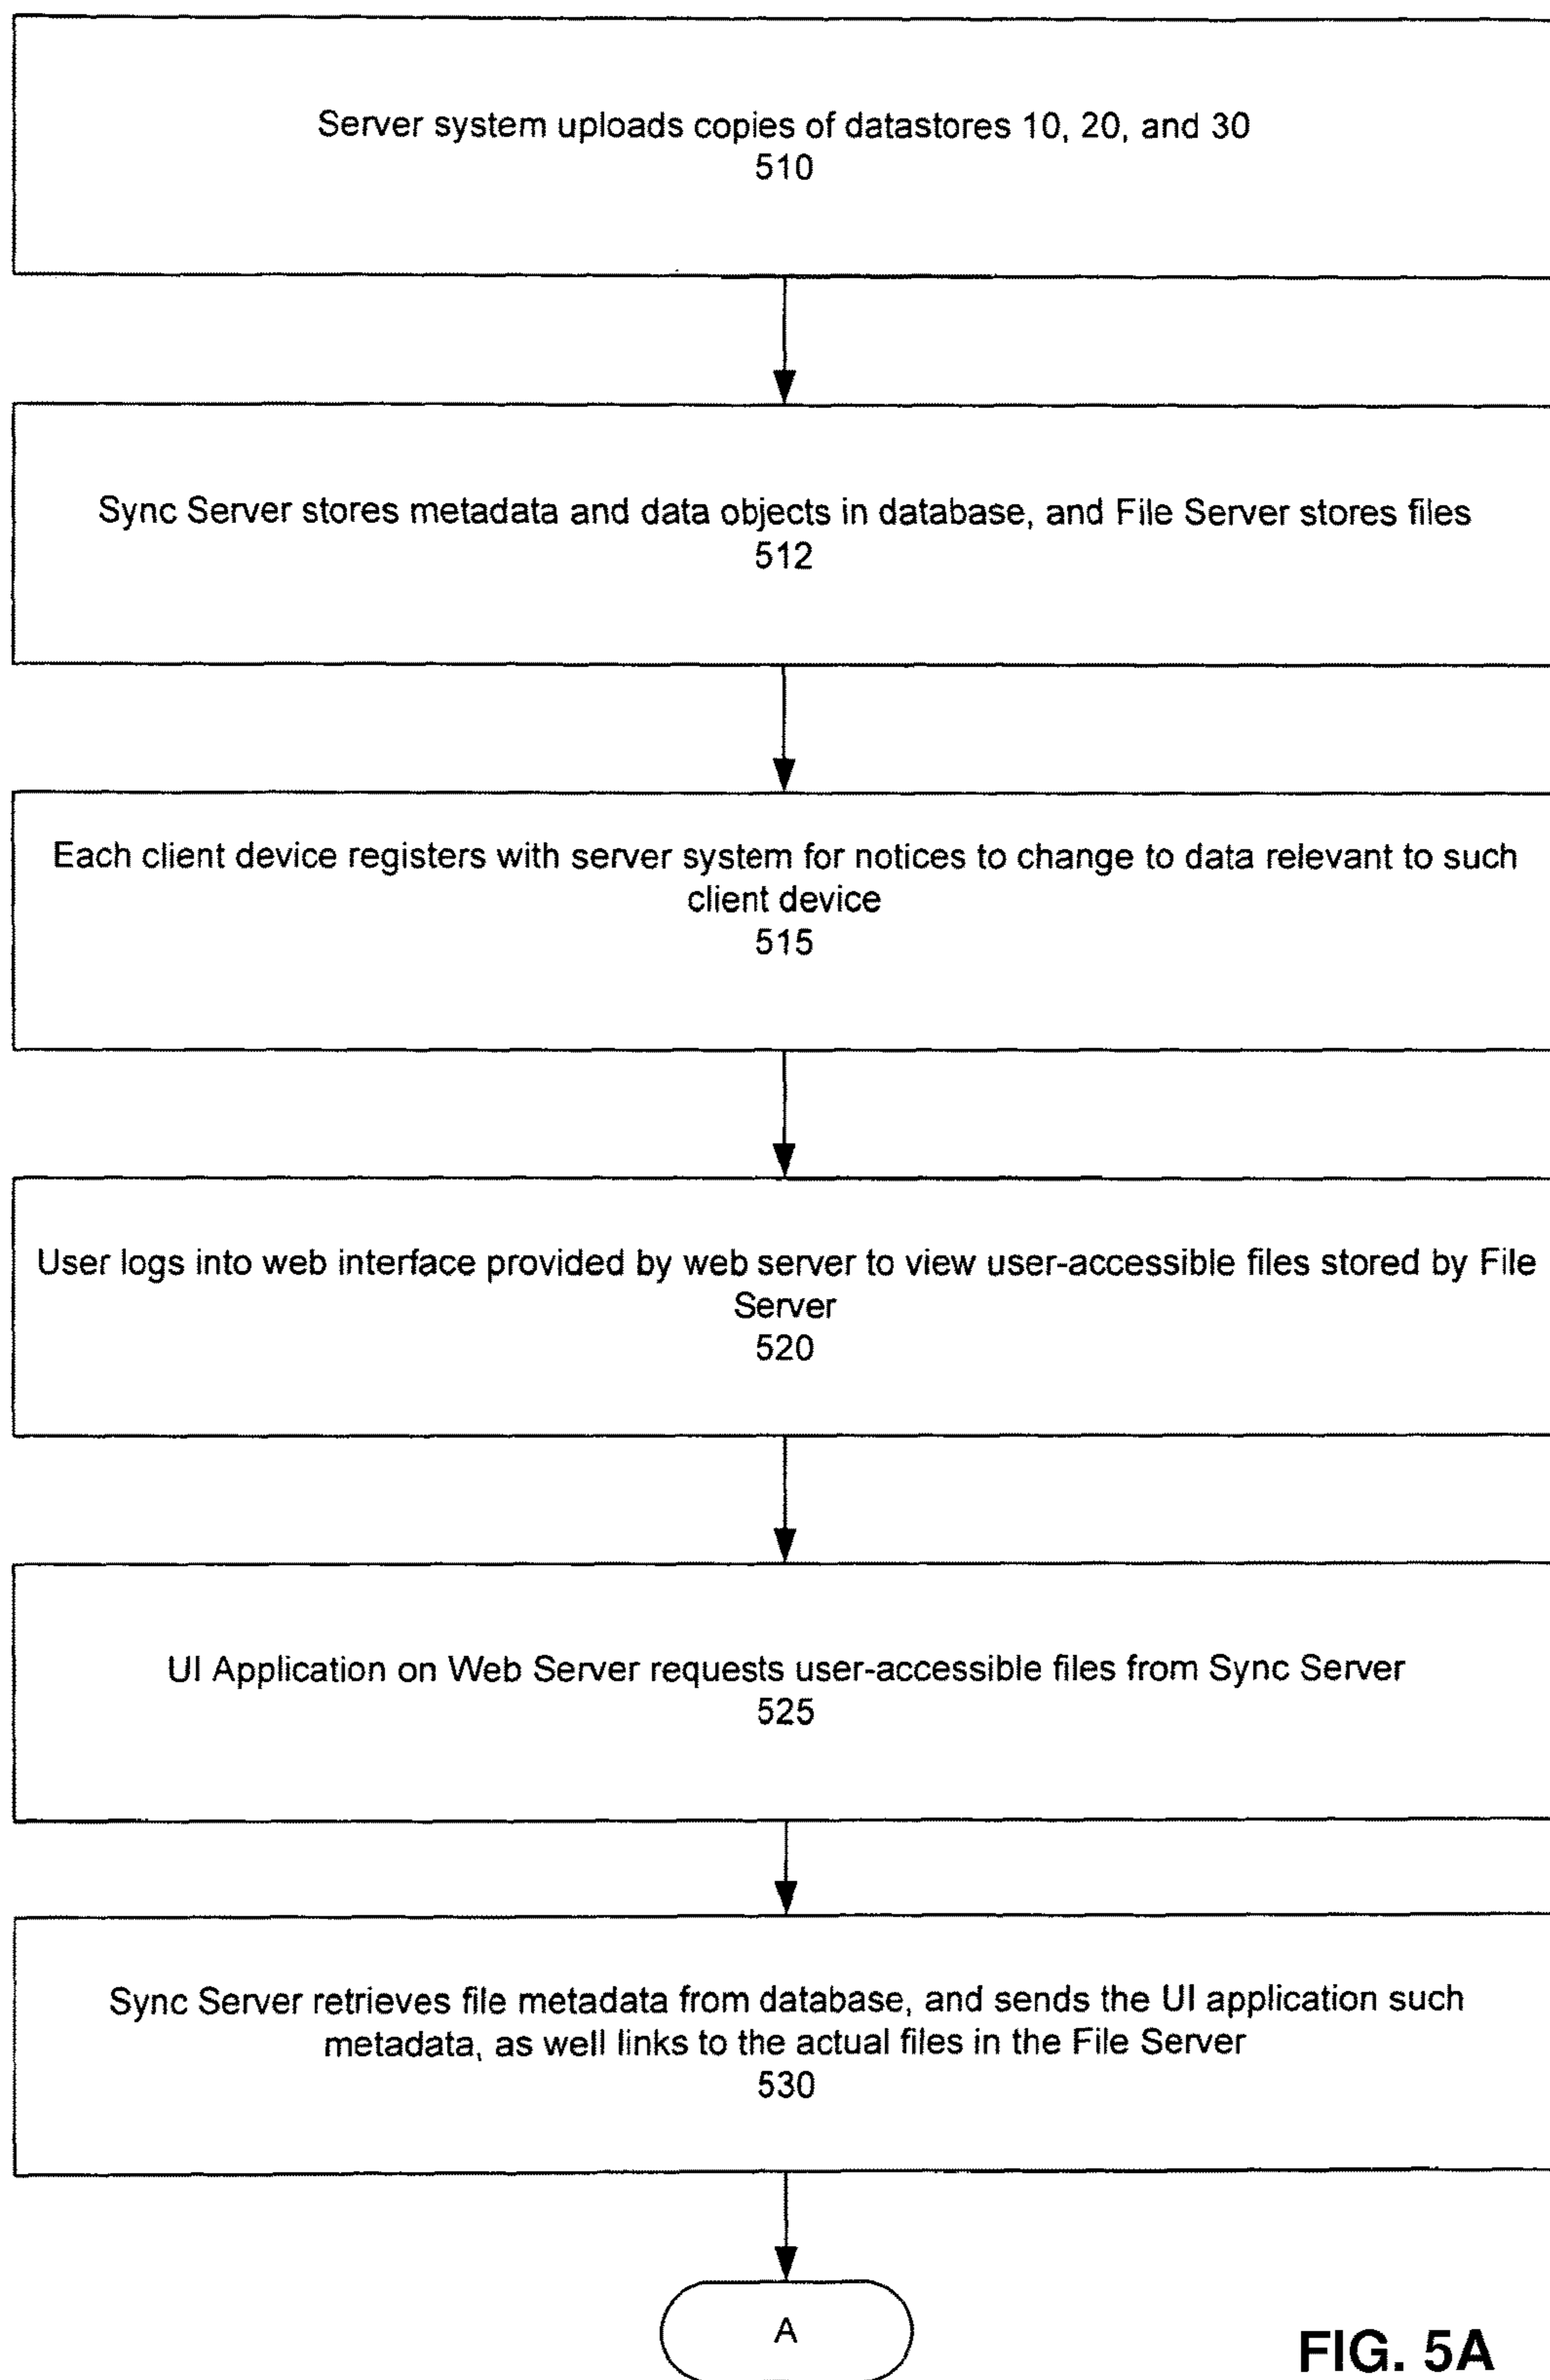 Server system uploads copies of datastores 10, 20, and 30
510
Sync Server stores metadata and data objects in database, and File Server stores files
512
Each client device registers with server system for notices to change to data relevant to such
client device
515
User logs into web interface provided by web server to view user-accessible files stored by File
Server
520
UI Application on Web Server requests user-accessible files from Sync Server
525
Sync Server retrieves file metadata from database, and sends the UI application such
metadata, as well links to the actual files in the File Server
530
A
FIG. 5A